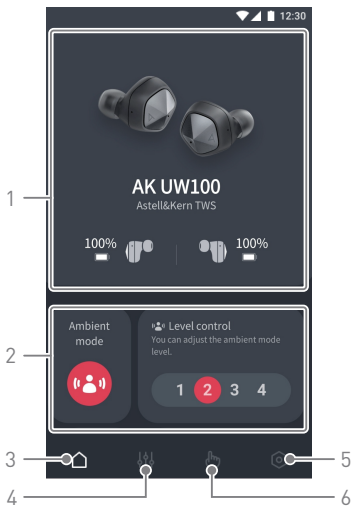 12:30
AK UW100
Astell&Kern TWS
100% 100%
Ambient
mode
Level control
You can adjust the ambient mode
level.
1 2 3 4
1
2
3
4
5
6